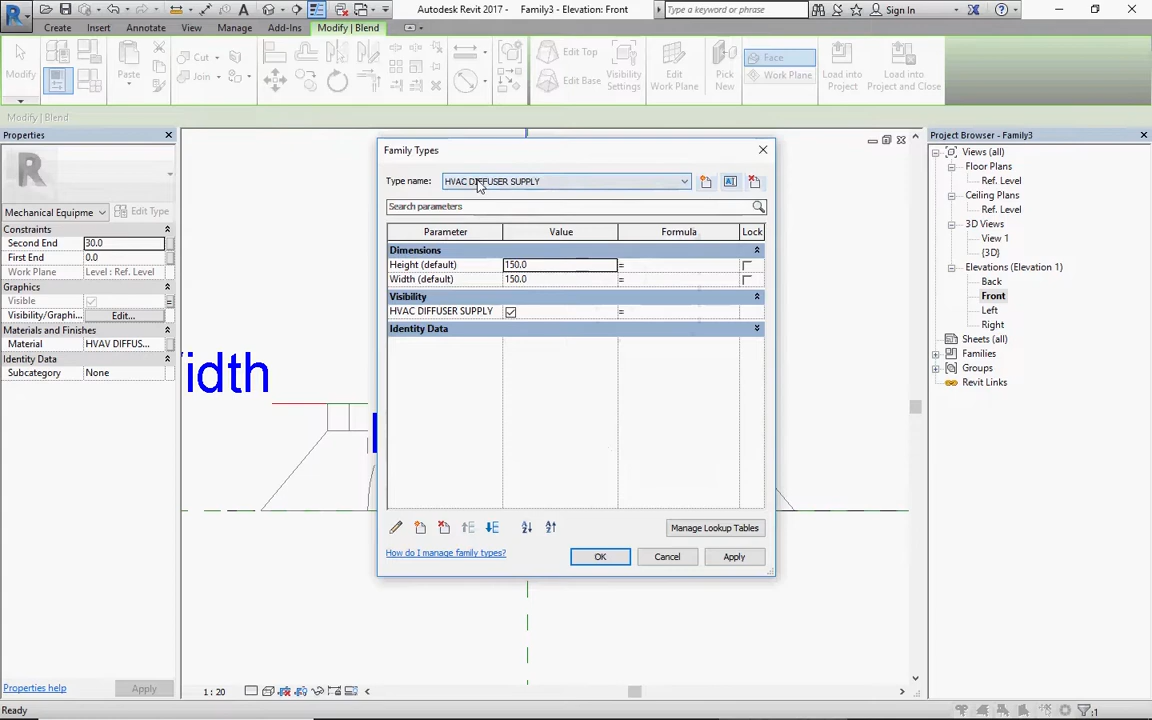 Autodesk Revit 2017 - Family3 - Elevation: Front
Type a keyword or phrase
Sign In
Create Insert Annotate View Manage Add-Ins Modify | Blend
Modify
Paste
Cut
Join
Edit Top
Edit Base
Visibility Settings
Edit Work Plane
Pick New
Face
Work Plane
Load into Project
Load into Project and Close
Modify | Blend
Properties
Mechanical Equipme
Edit Type
Constraints
Second End 30.0
First End 0.0
Work Plane Level : Ref. Level
Graphics
Visible
Visibility/Graphi... Edit...
Materials and Finishes
Material HVAV DIFFUS...
Identity Data
Subcategory None
Properties help
Apply
idth
Family Types
Type name: HVAC DIFFUSER SUPPLY
Search parameters
Parameter Value Formula Lock
Dimensions
Height (default) 150.0 =
Width (default) 150.0 =
Visibility
HVAC DIFFUSER SUPPLY =
Identity Data
Manage Lookup Tables
How do I manage family types?
OK Cancel Apply
Project Browser - Family3
Views (all)
Floor Plans
Ref. Level
Ceiling Plans
Ref. Level
3D Views
View 1
{3D}
Elevations (Elevation 1)
Back
Front
Left
Right
Sheets (all)
Families
Groups
Revit Links
1 : 20
Ready
:1